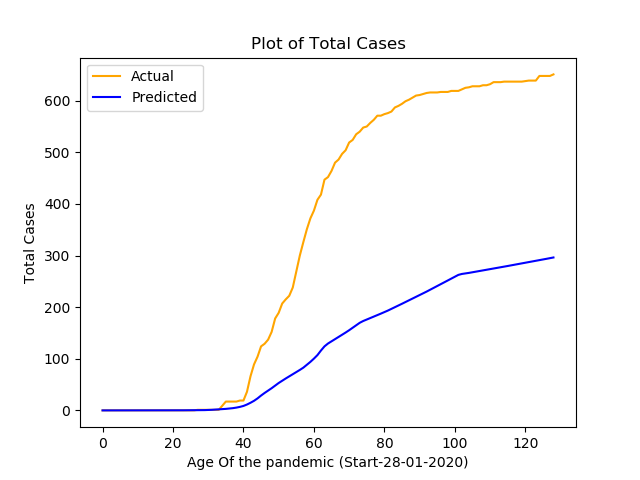 Plot of Total Cases
Actual
Predicted
Total Cases
600
500
400
300
200
100
0
0 20 40 60 80 100 120
Age Of the pandemic (Start-28-01-2020)